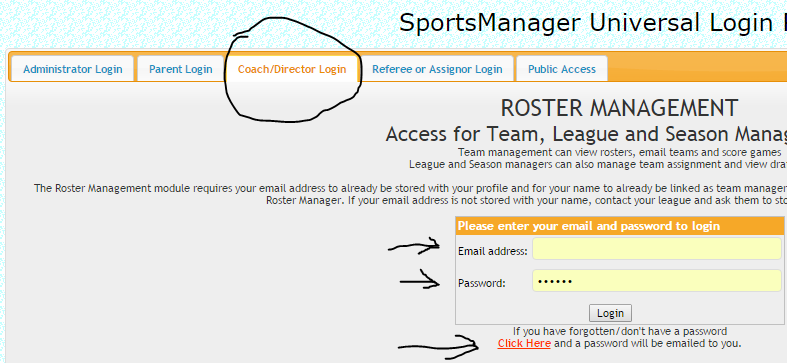 SportsManager Universal Login
Administrator Login
Parent Login
Coach/Director Login
Referee or Assignor Login
Public Access
ROSTER MANAGEMENT
Access for Team, League and Season Manag
Team management can view rosters, email teams and score games
League and Season managers can also manage team assignment and view dra
The Roster Management module requires your email address to already be stored with your profile and for your name to already be linked as team manager
Roster Manager. If your email address is not stored with your name, contact your league and ask them to sto
Please enter your email and password to login
Email address:
Password: ••••••
Login
If you have forgotten/don't have a password
Click Here and a password will be emailed to you.